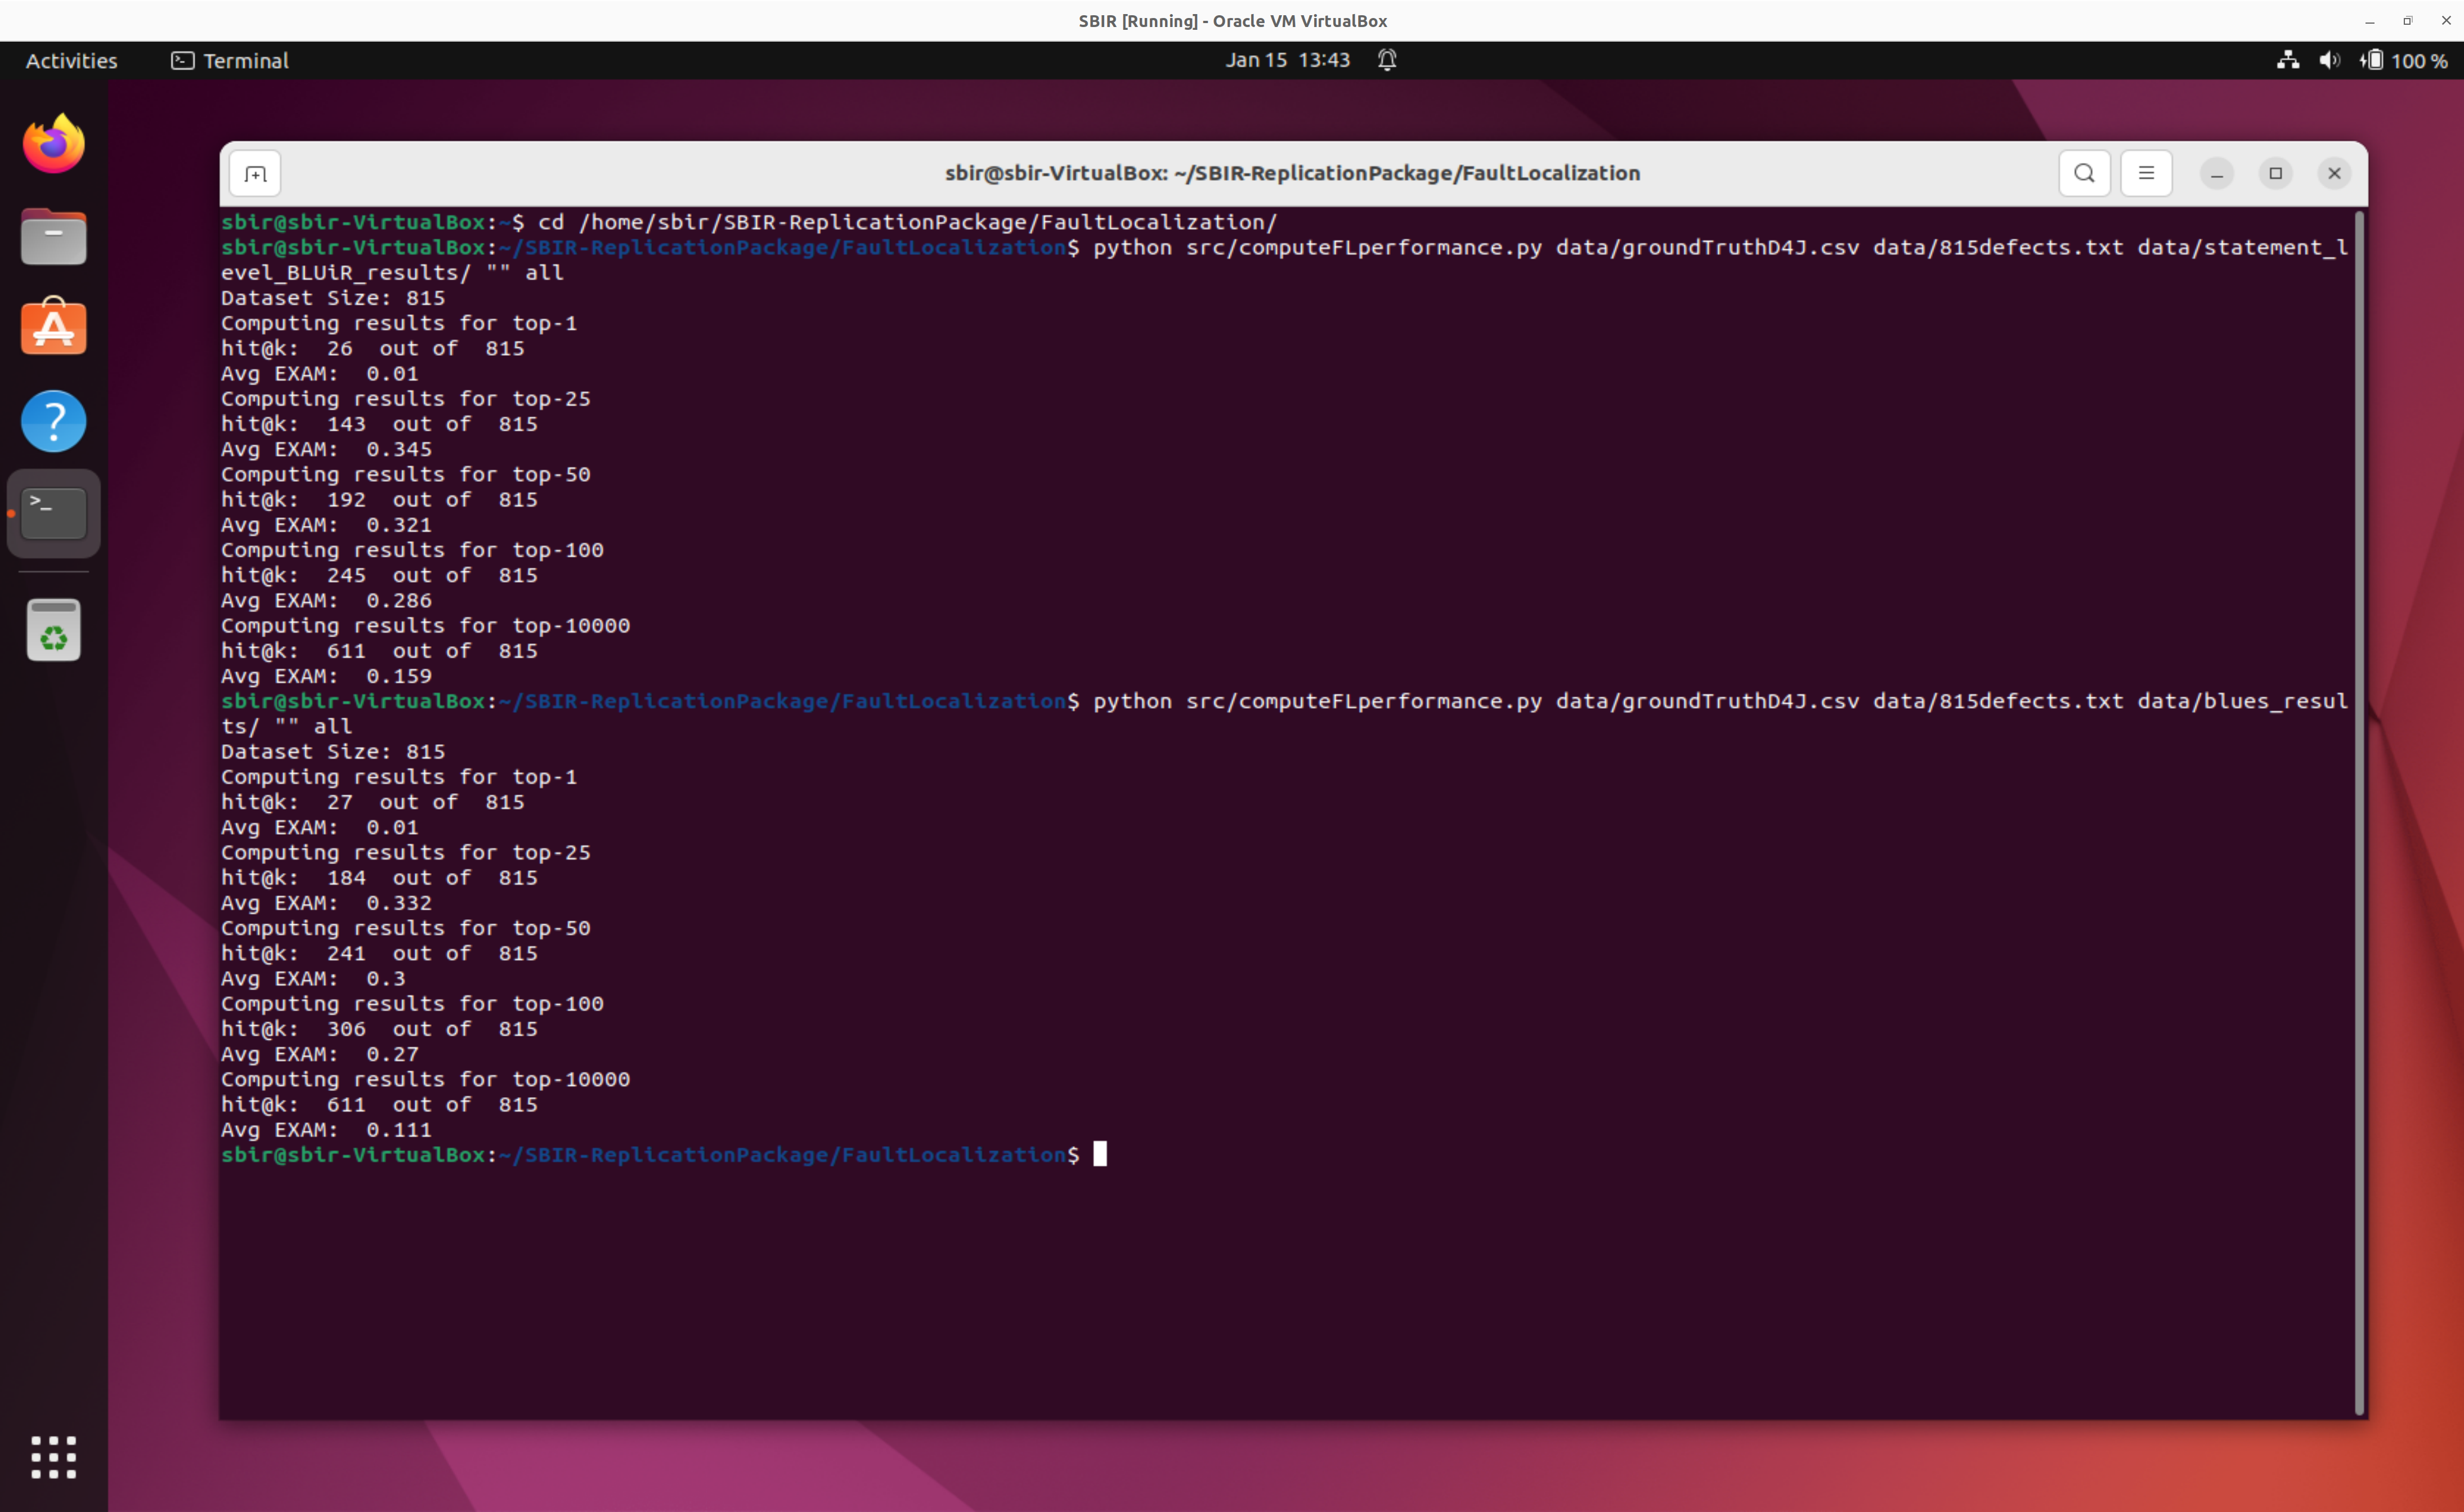 SBIR [Running] - Oracle VM VirtualBox
Activities Terminal Jan 15 13:43 100 %
sbir@sbir-VirtualBox: ~/SBIR-ReplicationPackage/FaultLocalization
sbir@sbir-VirtualBox:~$ cd /home/sbir/SBIR-ReplicationPackage/FaultLocalization/
sbir@sbir-VirtualBox:~/SBIR-ReplicationPackage/FaultLocalization$ python src/computeFLperformance.py data/groundTruthD4J.csv data/815defects.txt data/statement_l
evel_BLUiR_results/ "" all
Dataset Size: 815
Computing results for top-1
hit@k:  26  out of  815
Avg EXAM:  0.01
Computing results for top-25
hit@k:  143  out of  815
Avg EXAM:  0.345
Computing results for top-50
hit@k:  192  out of  815
Avg EXAM:  0.321
Computing results for top-100
hit@k:  245  out of  815
Avg EXAM:  0.286
Computing results for top-10000
hit@k:  611  out of  815
Avg EXAM:  0.159
sbir@sbir-VirtualBox:~/SBIR-ReplicationPackage/FaultLocalization$ python src/computeFLperformance.py data/groundTruthD4J.csv data/815defects.txt data/blues_resul
ts/ "" all
Dataset Size: 815
Computing results for top-1
hit@k:  27  out of  815
Avg EXAM:  0.01
Computing results for top-25
hit@k:  184  out of  815
Avg EXAM:  0.332
Computing results for top-50
hit@k:  241  out of  815
Avg EXAM:  0.3
Computing results for top-100
hit@k:  306  out of  815
Avg EXAM:  0.27
Computing results for top-10000
hit@k:  611  out of  815
Avg EXAM:  0.111
sbir@sbir-VirtualBox:~/SBIR-ReplicationPackage/FaultLocalization$